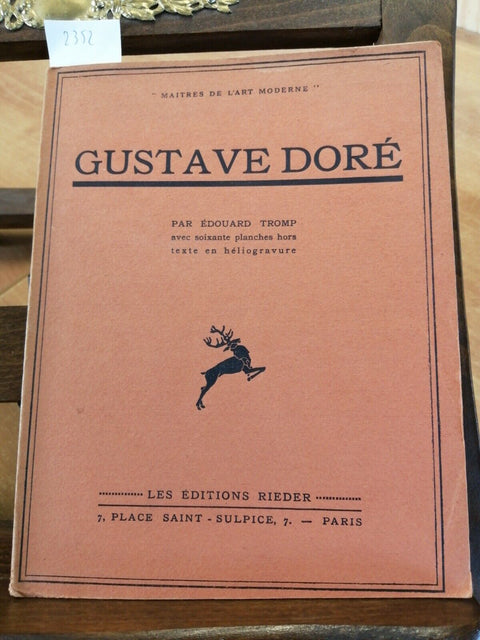 2352
" MAITRES DE L'ART MODERNE "
GUSTAVE DORÉ
PAR ÉDOUARD TROMP
avec soixante planches hors
texte en héliogravure
LES ÉDITIONS RIEDER
7, PLACE SAINT - SULPICE, 7. — PARIS